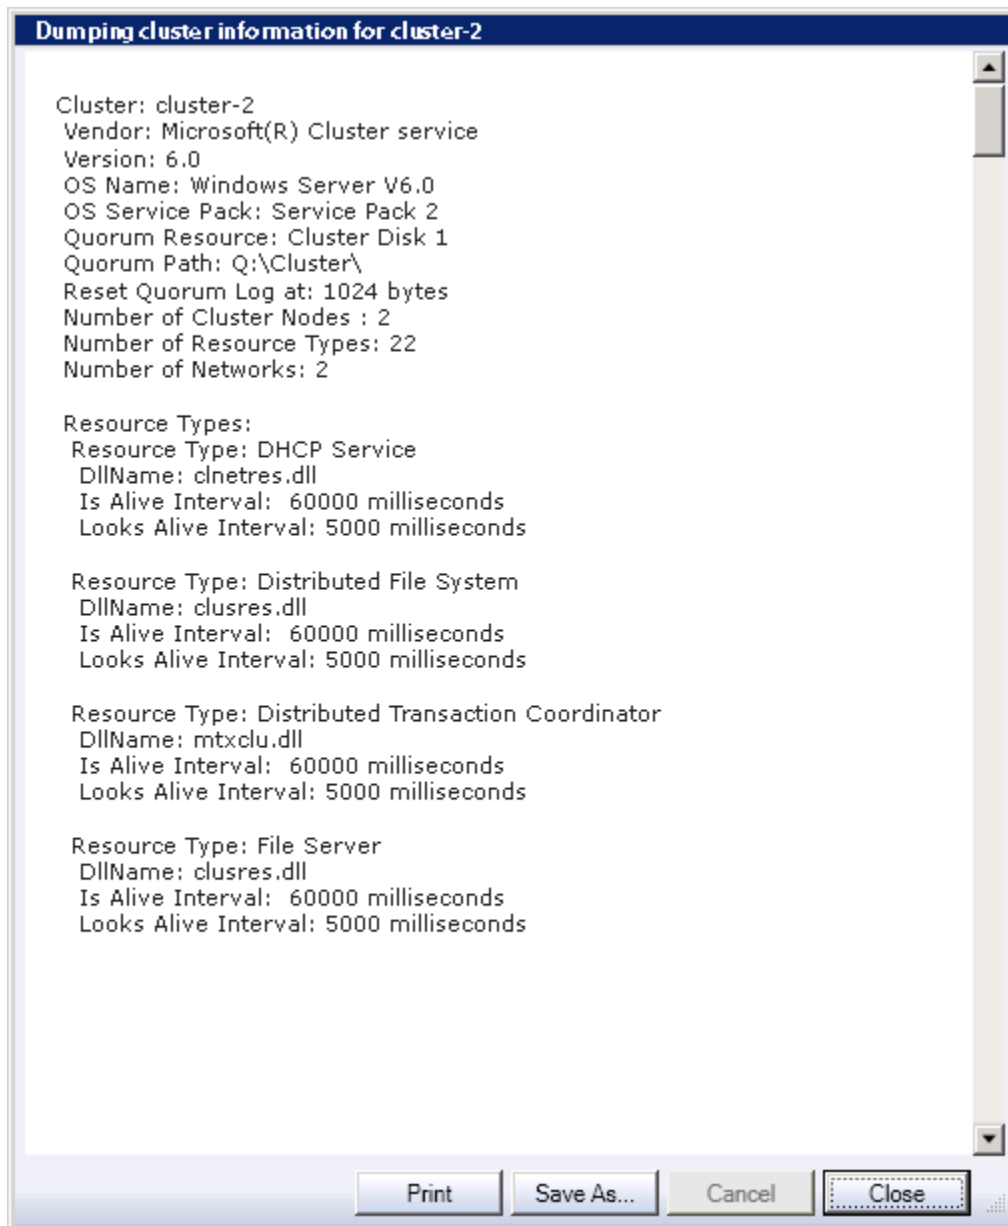 Dumping cluster information for cluster-2
Cluster: cluster-2
Vendor: Microsoft(R) Cluster service
Version: 6.0
OS Name: Windows Server V6.0
OS Service Pack: Service Pack 2
Quorum Resource: Cluster Disk 1
Quorum Path: Q:\Cluster\
Reset Quorum Log at: 1024 bytes
Number of Cluster Nodes : 2
Number of Resource Types: 22
Number of Networks: 2
Resource Types:
Resource Type: DHCP Service
DllName: clnetres.dll
Is Alive Interval:  60000 milliseconds
Looks Alive Interval: 5000 milliseconds
Resource Type: Distributed File System
DllName: clusres.dll
Is Alive Interval:  60000 milliseconds
Looks Alive Interval: 5000 milliseconds
Resource Type: Distributed Transaction Coordinator
DllName: mtxclu.dll
Is Alive Interval:  60000 milliseconds
Looks Alive Interval: 5000 milliseconds
Resource Type: File Server
DllName: clusres.dll
Is Alive Interval:  60000 milliseconds
Looks Alive Interval: 5000 milliseconds
Print Save As... Cancel Close